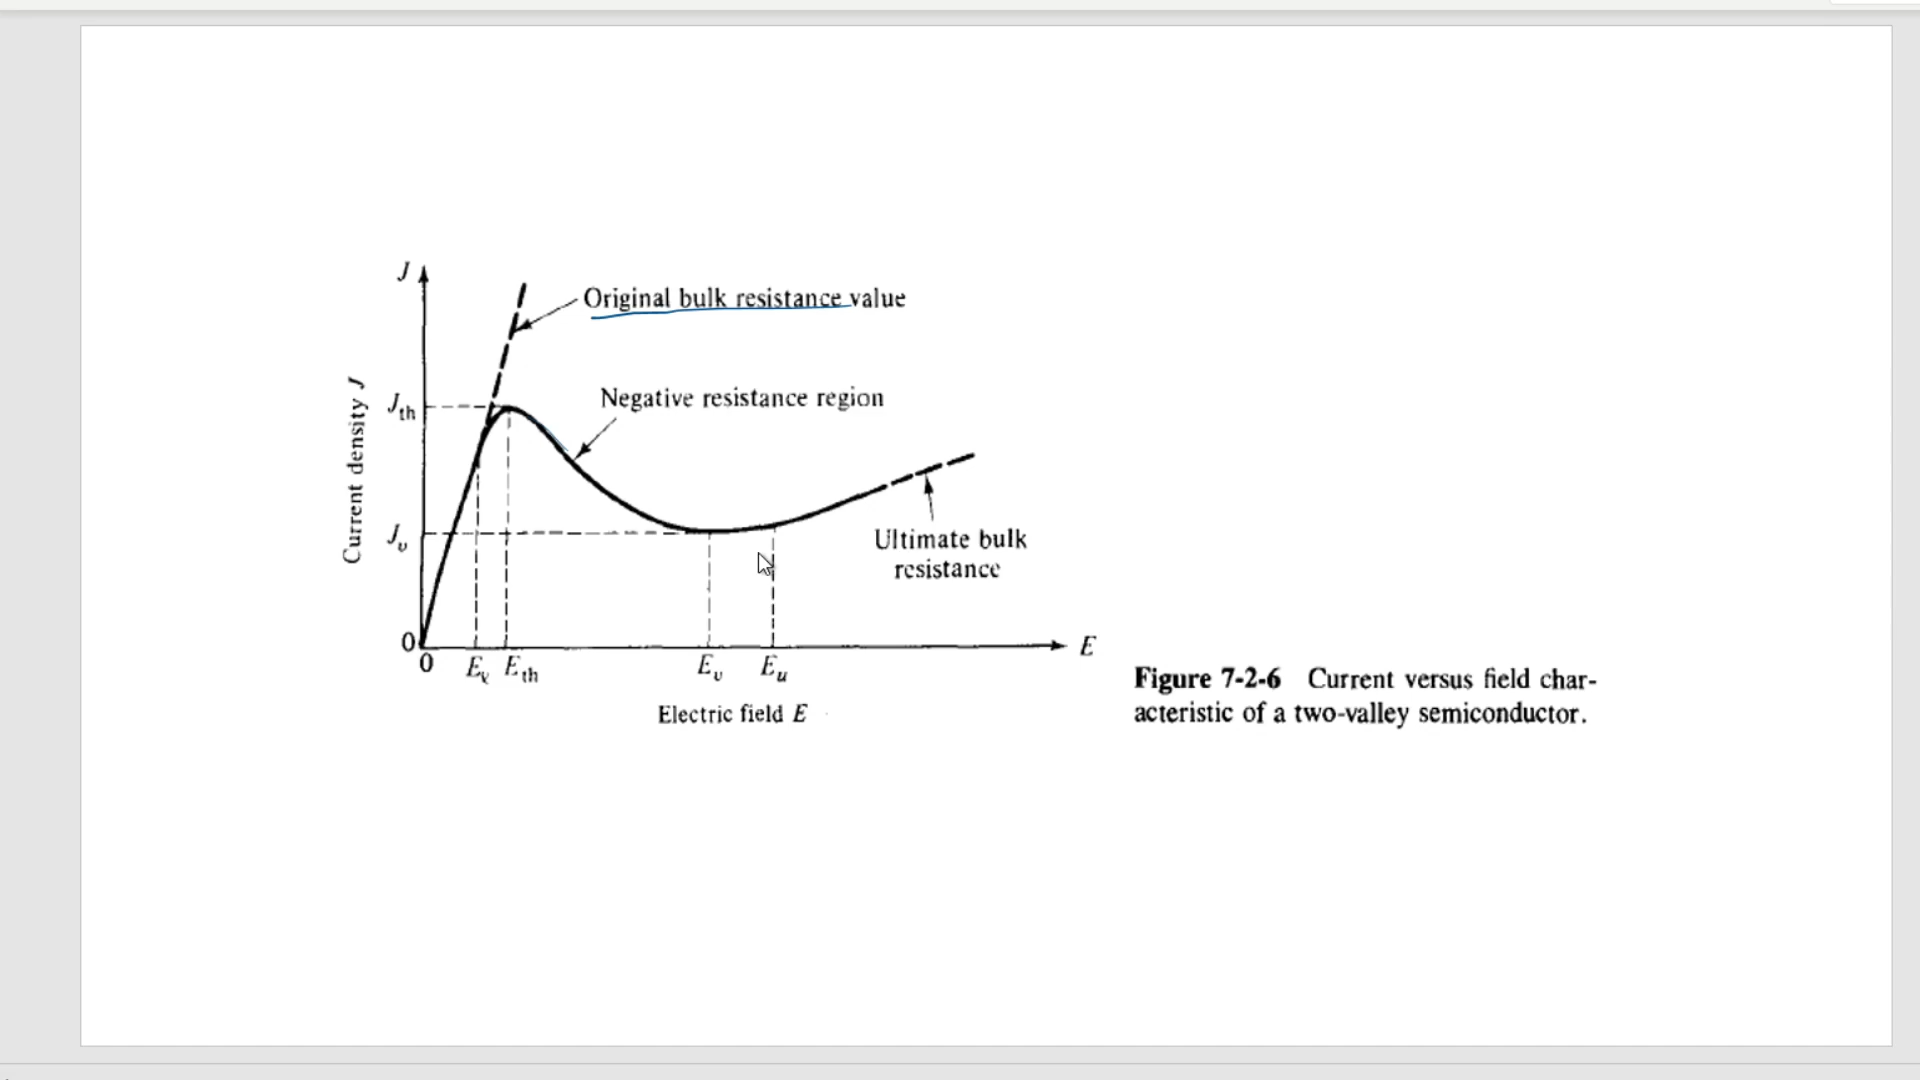 J
Original bulk resistance value
Negative resistance region
J_th
Current density J
J_v
Ultimate bulk
resistance
0
0 E_ℓ E_th E_v E_u E
Electric field E
Figure 7-2-6 Current versus field char-
acteristic of a two-valley semiconductor.